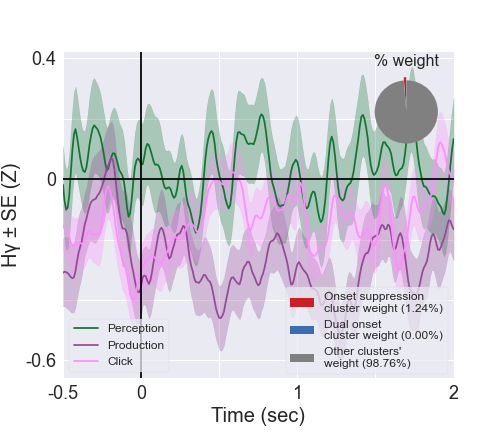 % weight
0.4
0
-0.6
Hγ ± SE (Z)
Perception
Production
Click
Onset suppression
cluster weight (1.24%)
Dual onset
cluster weight (0.00%)
Other clusters'
weight (98.76%)
-0.5
0
1
2
Time (sec)